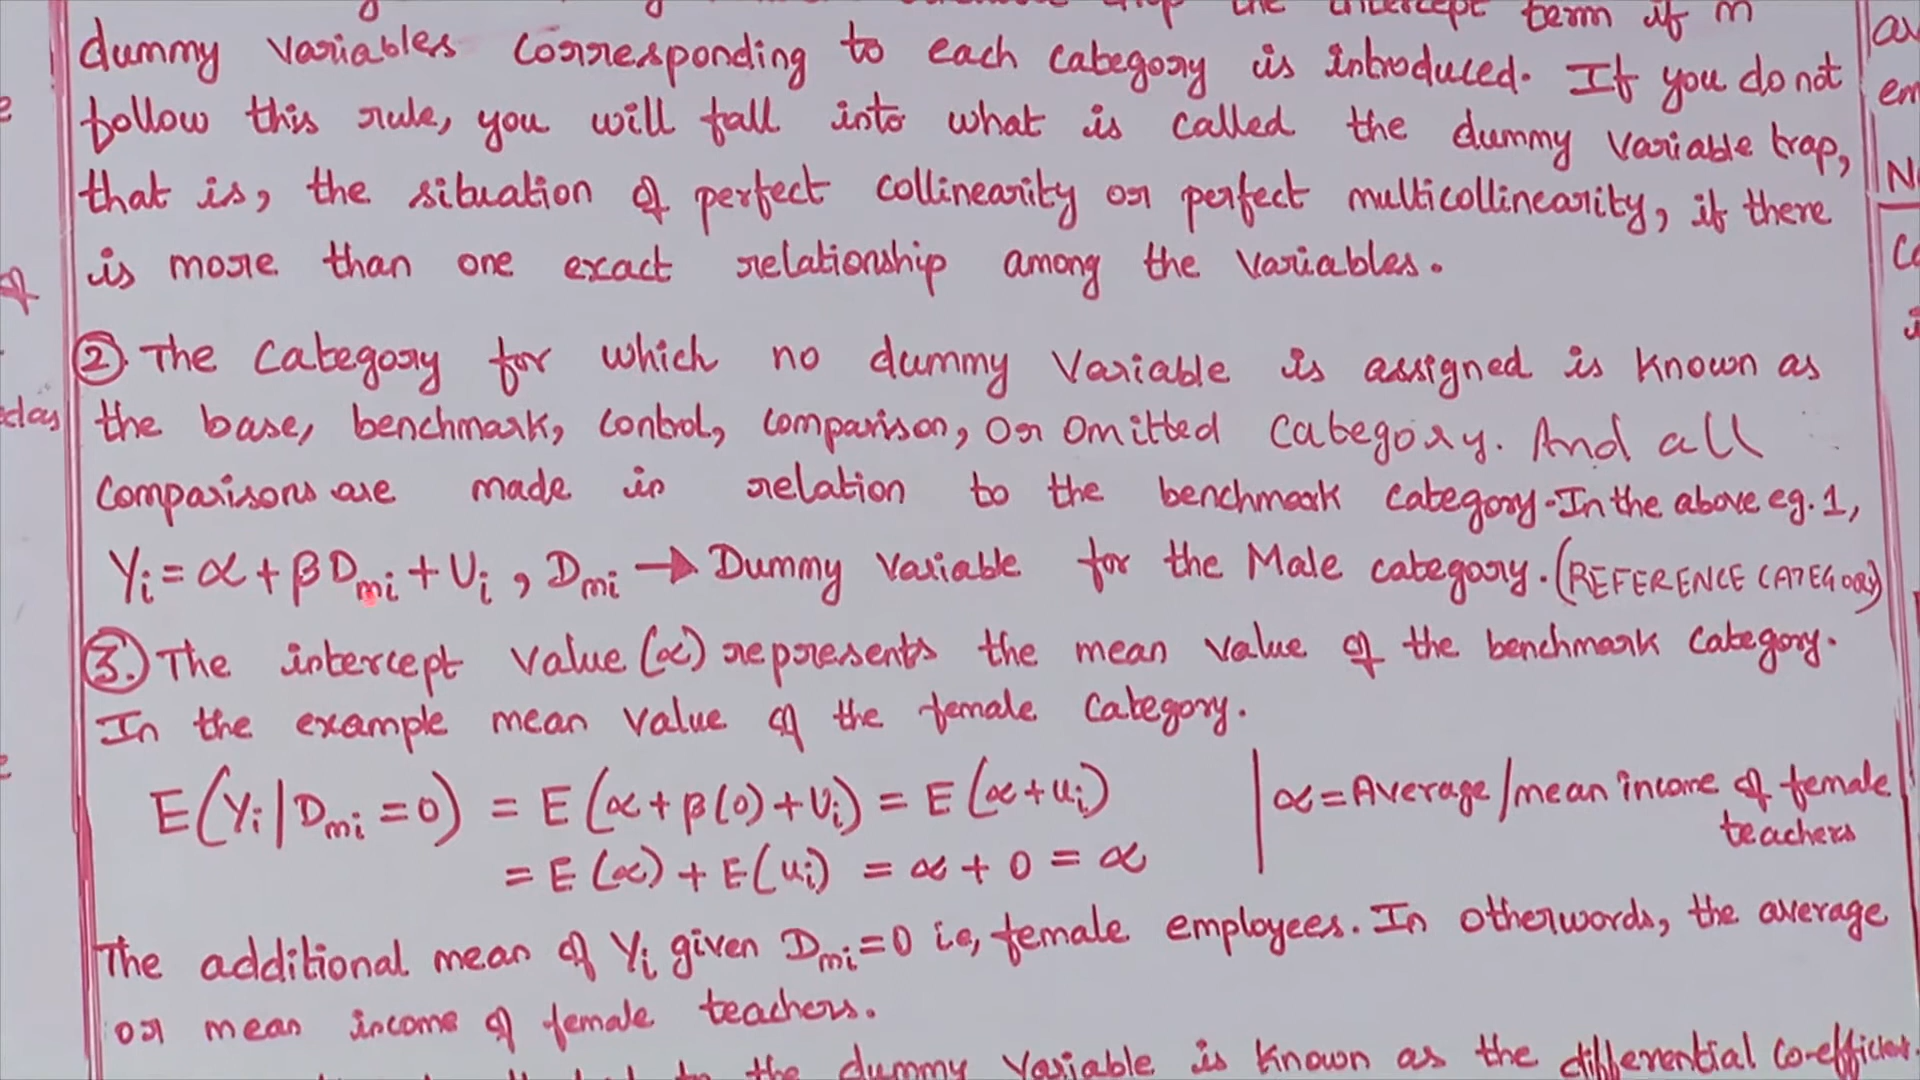 the intercept term if m
dummy variables corresponding to each category is introduced. If you do not
follow this rule, you will fall into what is called the dummy variable trap,
that is, the situation of perfect collinearity or perfect multicollinearity, if there
is more than one exact relationship among the variables.
② The category for which no dummy variable is assigned is known as
the base, benchmark, control, comparison, or omitted category. And all
comparisons are made in relation to the benchmark category. In the above eg. 1,
Yi = α + βDmi + Ui , Dmi → Dummy variable for the Male category. (REFERENCE CATEGORY)
③. The intercept value (α) represents the mean value of the benchmark category.
In the example mean value of the female category.
E(Yi | Dmi = 0) = E(α + β(0) + Ui) = E(α + ui)
= E(α) + E(ui) = α + 0 = α
α = Average/mean income of female
teachers
The additional mean of Yi given Dmi = 0 i.e, female employees. In otherwords, the average
or mean income of female teachers.
to the dummy variable is known as the differential co-efficient.